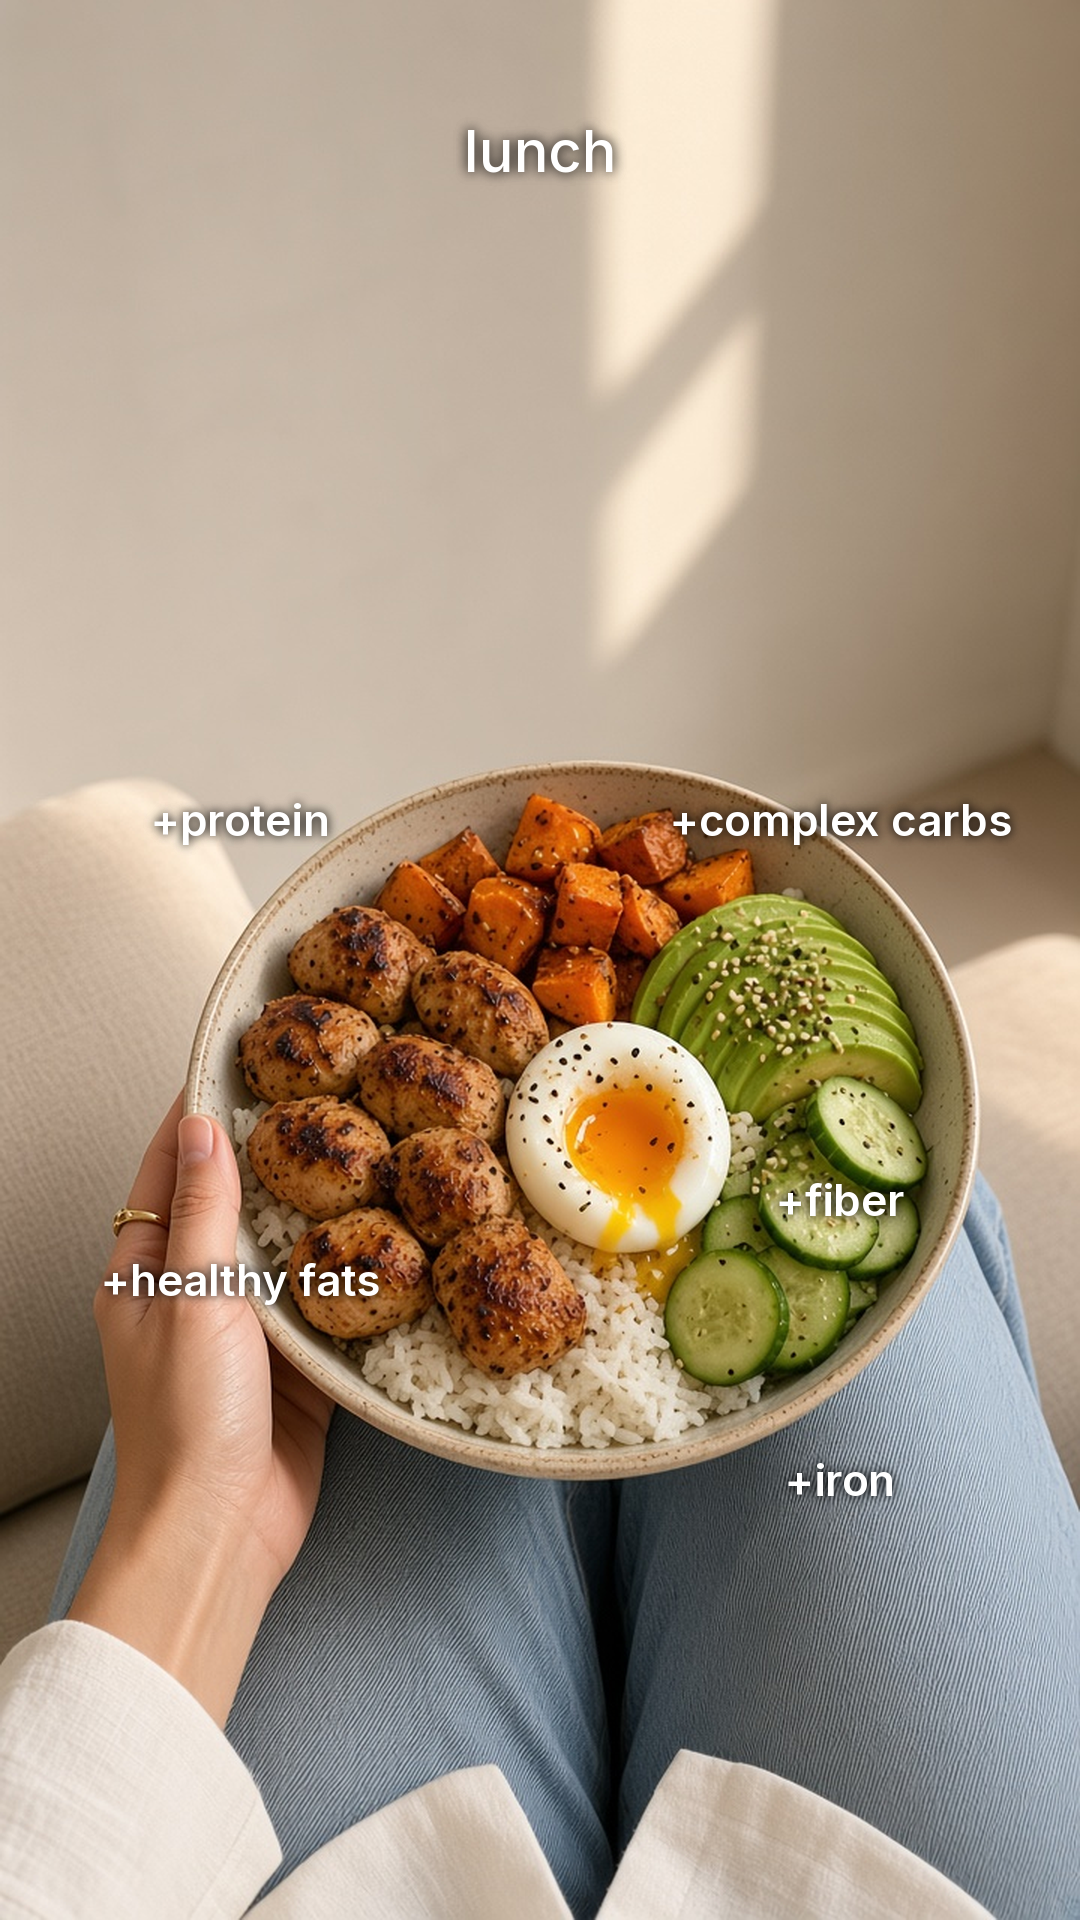 lunch
+protein
+complex carbs
+fiber
+healthy fats
+iron